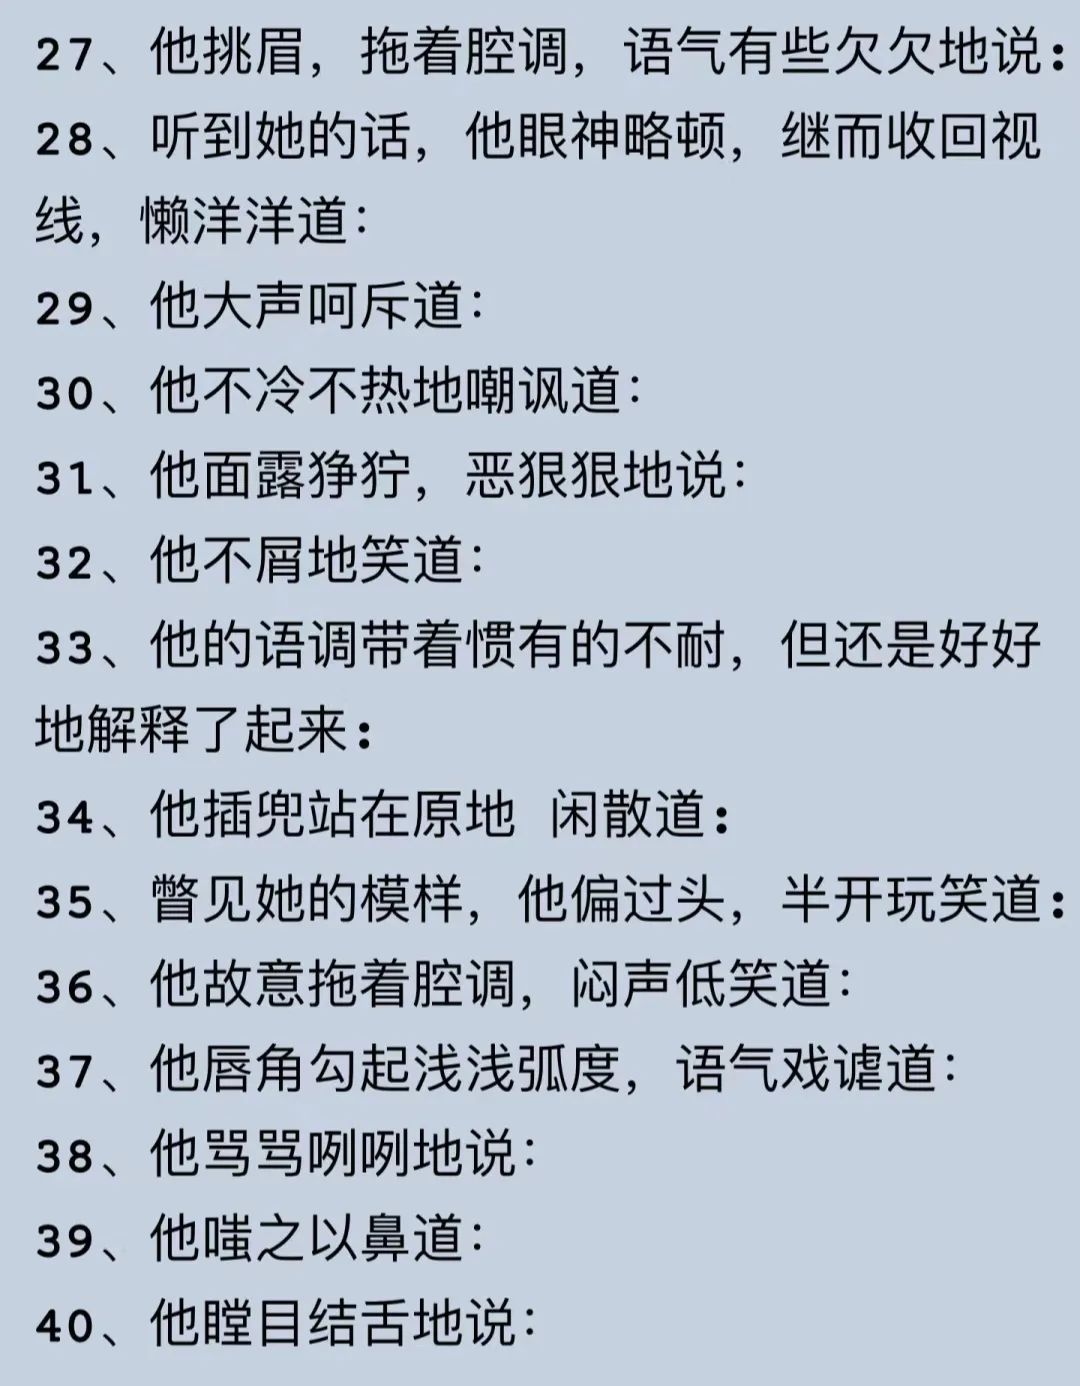 27、他挑眉，拖着腔调，语气有些欠欠地说：
28、听到她的话，他眼神略顿，继而收回视
线，懒洋洋道：
29、他大声呵斥道：
30、他不冷不热地嘲讽道：
31、他面露狰狞，恶狠狠地说：
32、他不屑地笑道：
33、他的语调带着惯有的不耐，但还是好好
地解释了起来：
34、他插兜站在原地 闲散道：
35、瞥见她的模样，他偏过头，半开玩笑道：
36、他故意拖着腔调，闷声低笑道：
37、他唇角勾起浅浅弧度，语气戏谑道：
38、他骂骂咧咧地说：
39、他嗤之以鼻道：
40、他瞠目结舌地说：